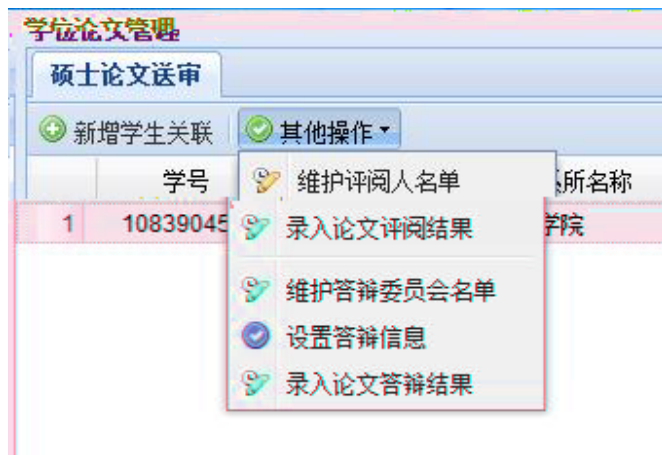 学位论文管理
硕士论文送审
新增学生关联 其他操作
学号 所名称
1 10839045 学院
维护评阅人名单
录入论文评阅结果
维护答辩委员会名单
设置答辩信息
录入论文答辩结果